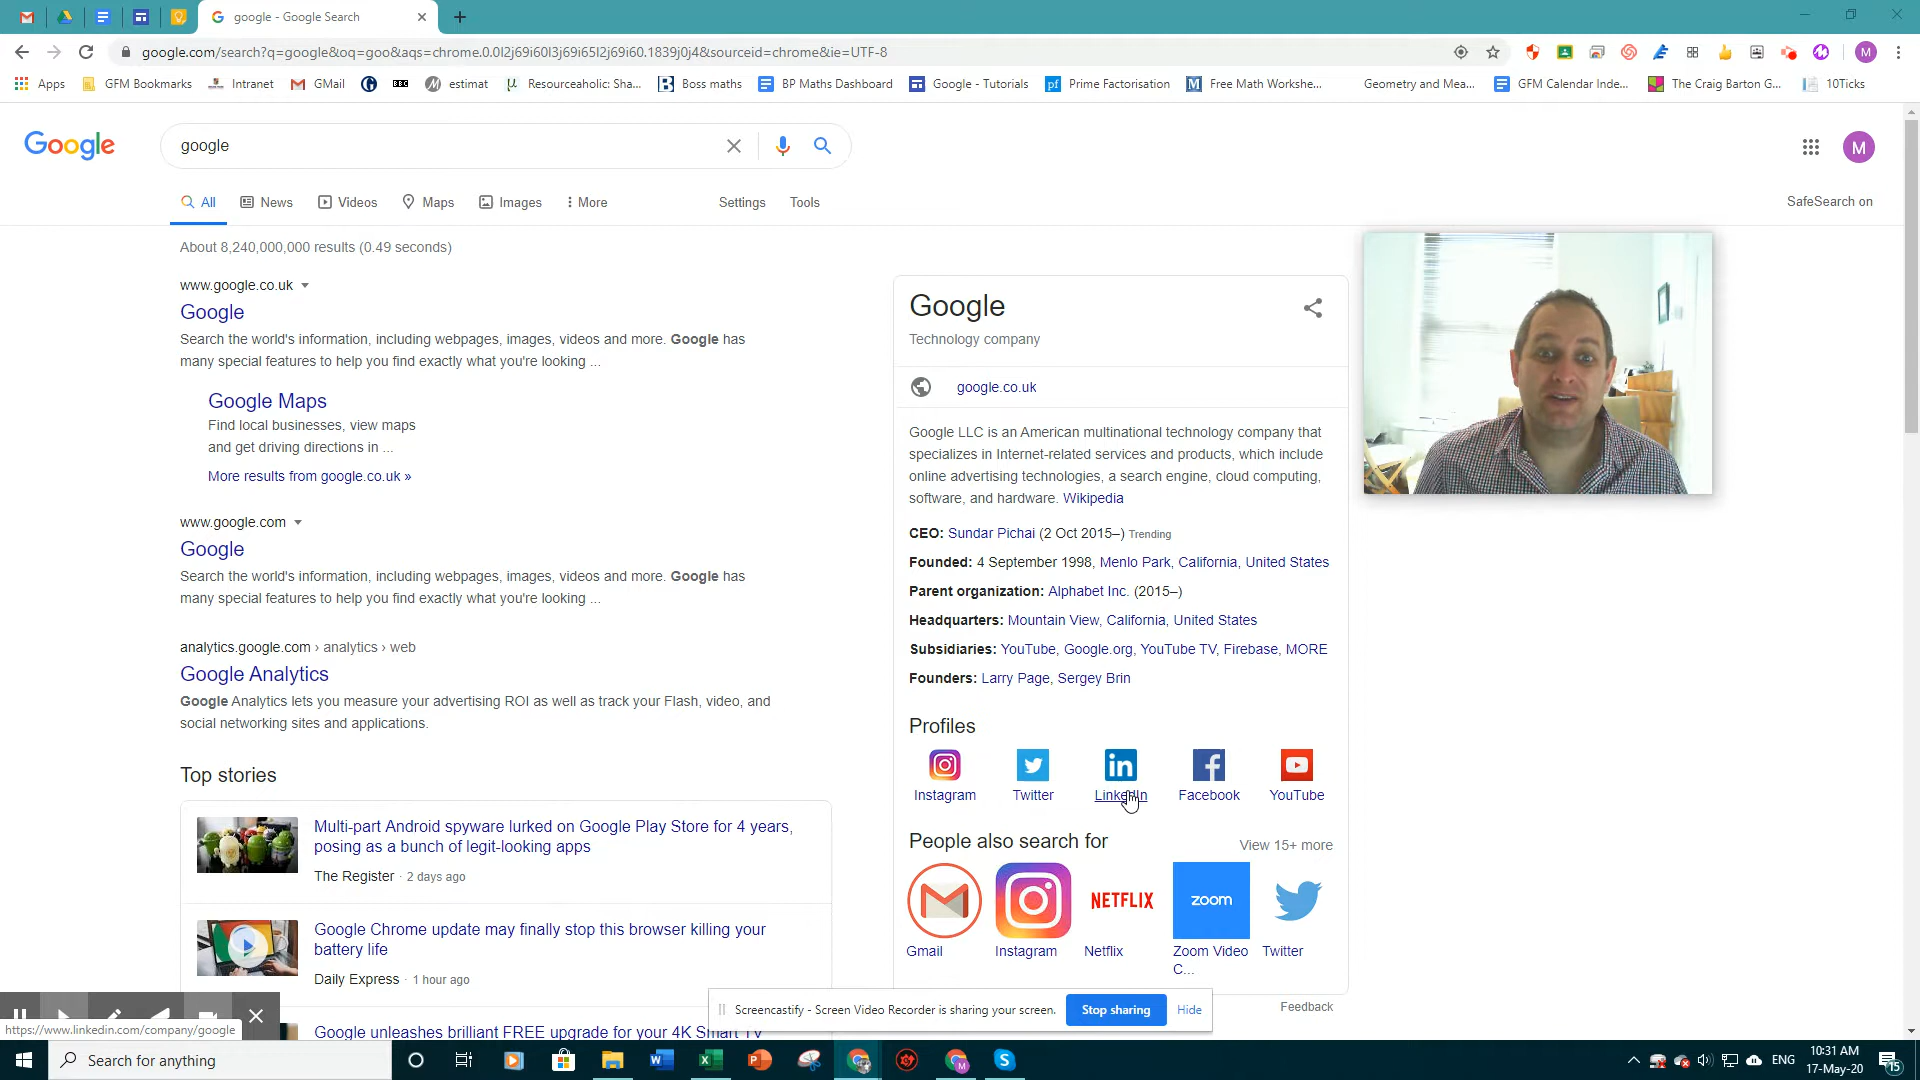 google - Google Search
google.com/search?q=google&oq=goo&aqs=chrome.0.0l2j69i60l3j69i65l2j69i60.1839j0j4&sourceid=chrome&ie=UTF-8
Apps GFM Bookmarks Intranet GMail BBC estimat Resourceaholic: Sha... Boss maths BP Maths Dashboard Google - Tutorials pf Prime Factorisation Free Math Workshe... Geometry and Mea... GFM Calendar Inde... The Craig Barton G... 10Ticks
Google
google
M
All News Videos Maps Images More Settings Tools
SafeSearch on
About 8,240,000,000 results (0.49 seconds)
www.google.co.uk
Google
Search the world's information, including webpages, images, videos and more. Google has
many special features to help you find exactly what you're looking ...
Google Maps
Find local businesses, view maps
and get driving directions in ...
More results from google.co.uk »
www.google.com
Google
Search the world's information, including webpages, images, videos and more. Google has
many special features to help you find exactly what you're looking ...
analytics.google.com › analytics › web
Google Analytics
Google Analytics lets you measure your advertising ROI as well as track your Flash, video, and
social networking sites and applications.
Top stories
Multi-part Android spyware lurked on Google Play Store for 4 years,
posing as a bunch of legit-looking apps
The Register · 2 days ago
Google Chrome update may finally stop this browser killing your
battery life
Daily Express · 1 hour ago
Google unleashes brilliant FREE upgrade for your 4K Smart TV
Google
Technology company
google.co.uk
Google LLC is an American multinational technology company that
specializes in Internet-related services and products, which include
online advertising technologies, a search engine, cloud computing,
software, and hardware. Wikipedia
CEO: Sundar Pichai (2 Oct 2015–) Trending
Founded: 4 September 1998, Menlo Park, California, United States
Parent organization: Alphabet Inc. (2015–)
Headquarters: Mountain View, California, United States
Subsidiaries: YouTube, Google.org, YouTube TV, Firebase, MORE
Founders: Larry Page, Sergey Brin
Profiles
Instagram Twitter LinkedIn Facebook YouTube
People also search for View 15+ more
NETFLIX zoom
Gmail Instagram Netflix Zoom Video Twitter
C...
Feedback
Screencastify - Screen Video Recorder is sharing your screen. Stop sharing Hide
https://www.linkedin.com/company/google
Search for anything
ENG
10:31 AM
17-May-20
15